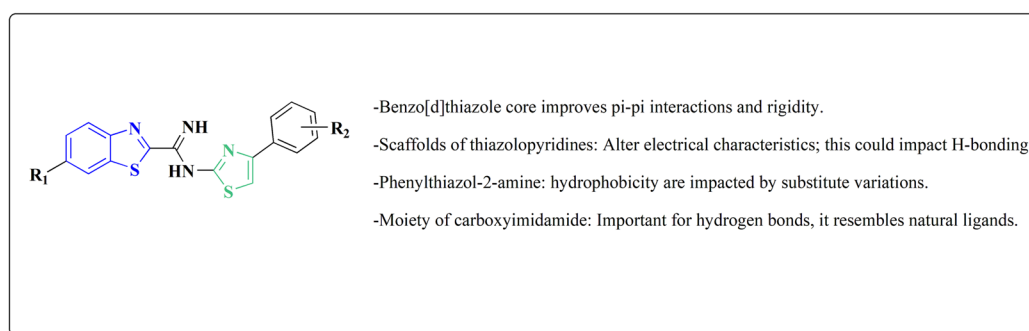 -Benzo[d]thiazole core improves pi-pi interactions and rigidity.
-Scaffolds of thiazolopyridines: Alter electrical characteristics; this could impact H-bonding
-Phenylthiazol-2-amine: hydrophobicity are impacted by substitute variations.
-Moiety of carboxyimidamide: Important for hydrogen bonds, it resembles natural ligands.
R1
N
S
NH
HN
N
S
R2